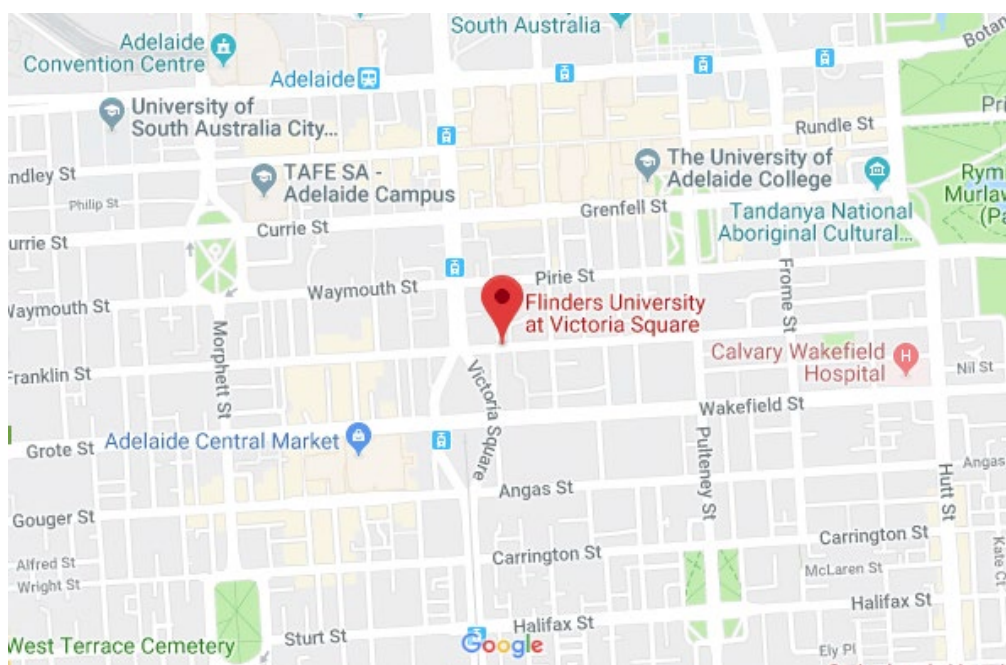 South Australia
Botan
Adelaide
Convention Centre
Adelaide
University of
South Australia City...
Pri
Rundle St
ndley St
TAFE SA -
Adelaide Campus
The University of
Adelaide College
Rym
Murlaw
(Pa
Philip St
Grenfell St
Tandanya National
Aboriginal Cultural...
urrie St
Currie St
Pirie St
Frome St
Waymouth St
Waymouth St
Flinders University
at Victoria Square
Morphett St
Franklin St
Victoria Square
Calvary Wakefield
Hospital
H
Nil St
Wakefield St
Grote St
Adelaide Central Market
Pulteney St
Hutt St
Angas St
Angas
Gouger St
Carrington St
Carrington St
Kate Ct
Alfred St
Wright St
McLaren St
Halifax St
Halifax St
West Terrace Cemetery
Sturt St
Google
Ely Pl